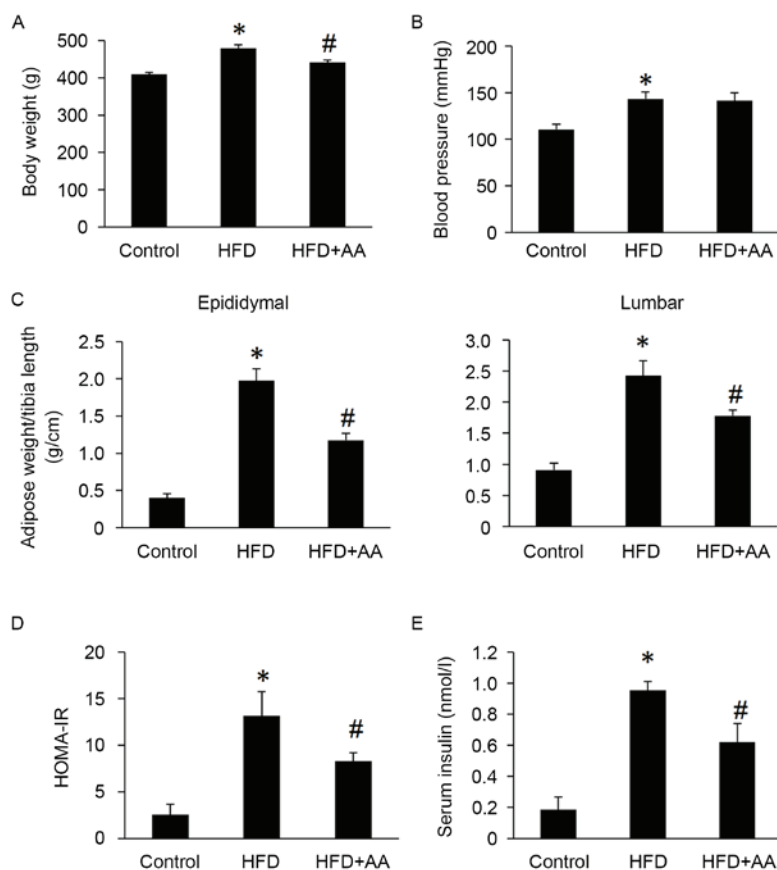 A
Body weight (g)
500
400
300
200
100
0
*
#
Control HFD HFD+AA
B
Blood pressure (mmHg)
200
150
100
50
0
*
Control HFD HFD+AA
C
Adipose weight/tibia length
(g/cm)
Epididymal
2.5
2.0
1.5
1.0
0.5
0
*
#
Control HFD HFD+AA
Lumbar
3.0
2.5
2.0
1.5
1.0
0.5
0
*
#
Control HFD HFD+AA
D
HOMA-IR
20
15
10
5
0
*
#
Control HFD HFD+AA
E
Serum insulin (nmol/l)
1.2
1.0
0.8
0.6
0.4
0.2
0
*
#
Control HFD HFD+AA